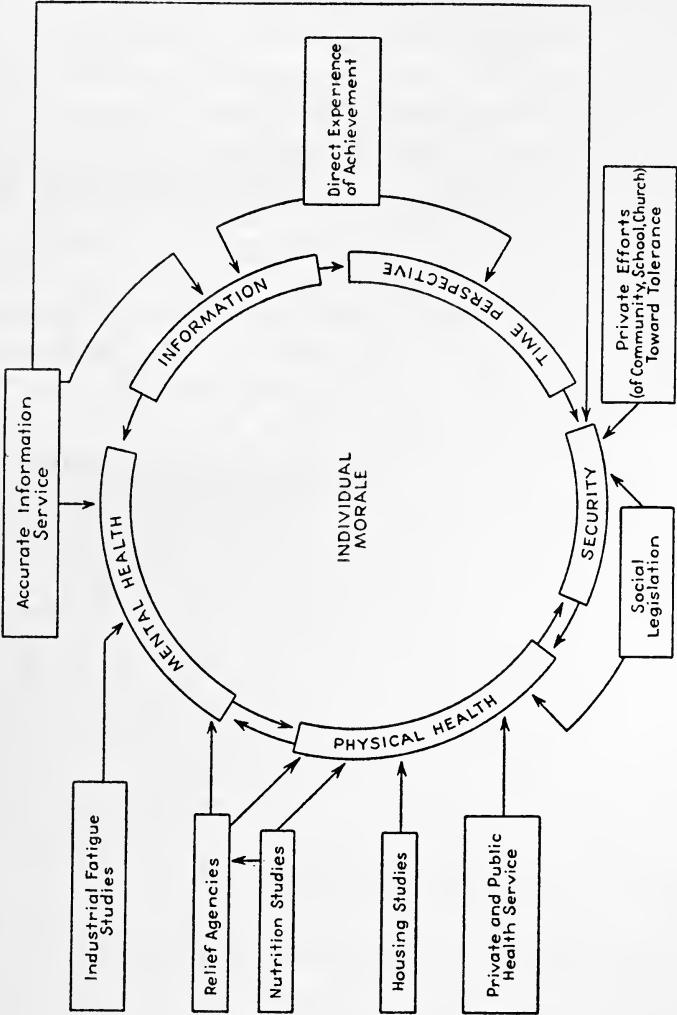 Accurate Information
Service
Industrial Fatigue
Studies
Relief Agencies
Nutrition Studies
Housing Studies
Private and Public
Health Service
Social
Legislation
Private Efforts
(of Community, School, Church)
Toward Tolerance
Direct Experience
of Achievement
MENTAL HEALTH
INFORMATION
TIME PERSPECTIVE
SECURITY
PHYSICAL HEALTH
INDIVIDUAL
MORALE